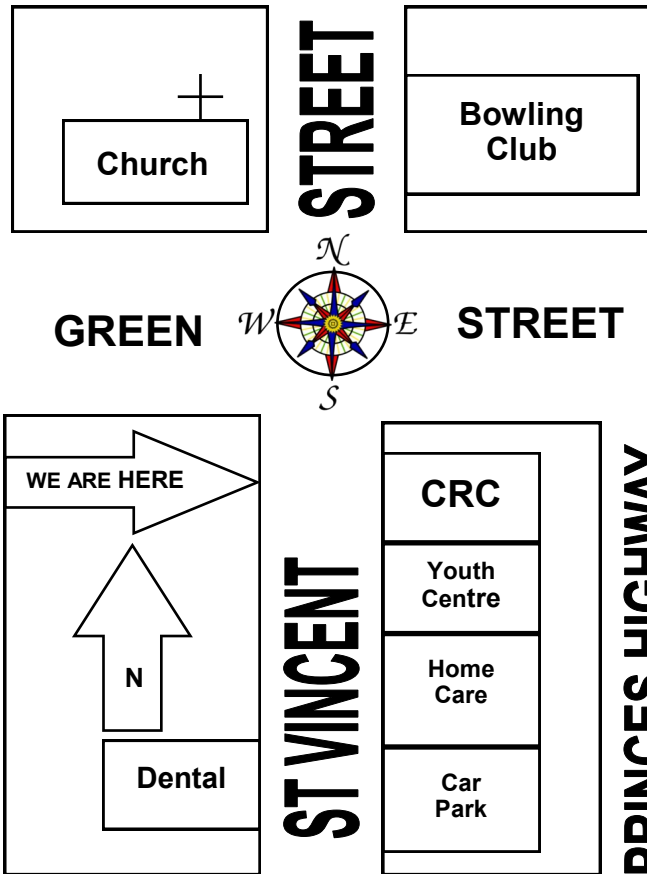 Church
STREET
Bowling
Club
N
GREEN
W
E
STREET
S
WE ARE HERE
N
Dental
ST VINCENT
CRC
Youth
Centre
Home
Care
Car
Park
PRINCES HIGHWAY